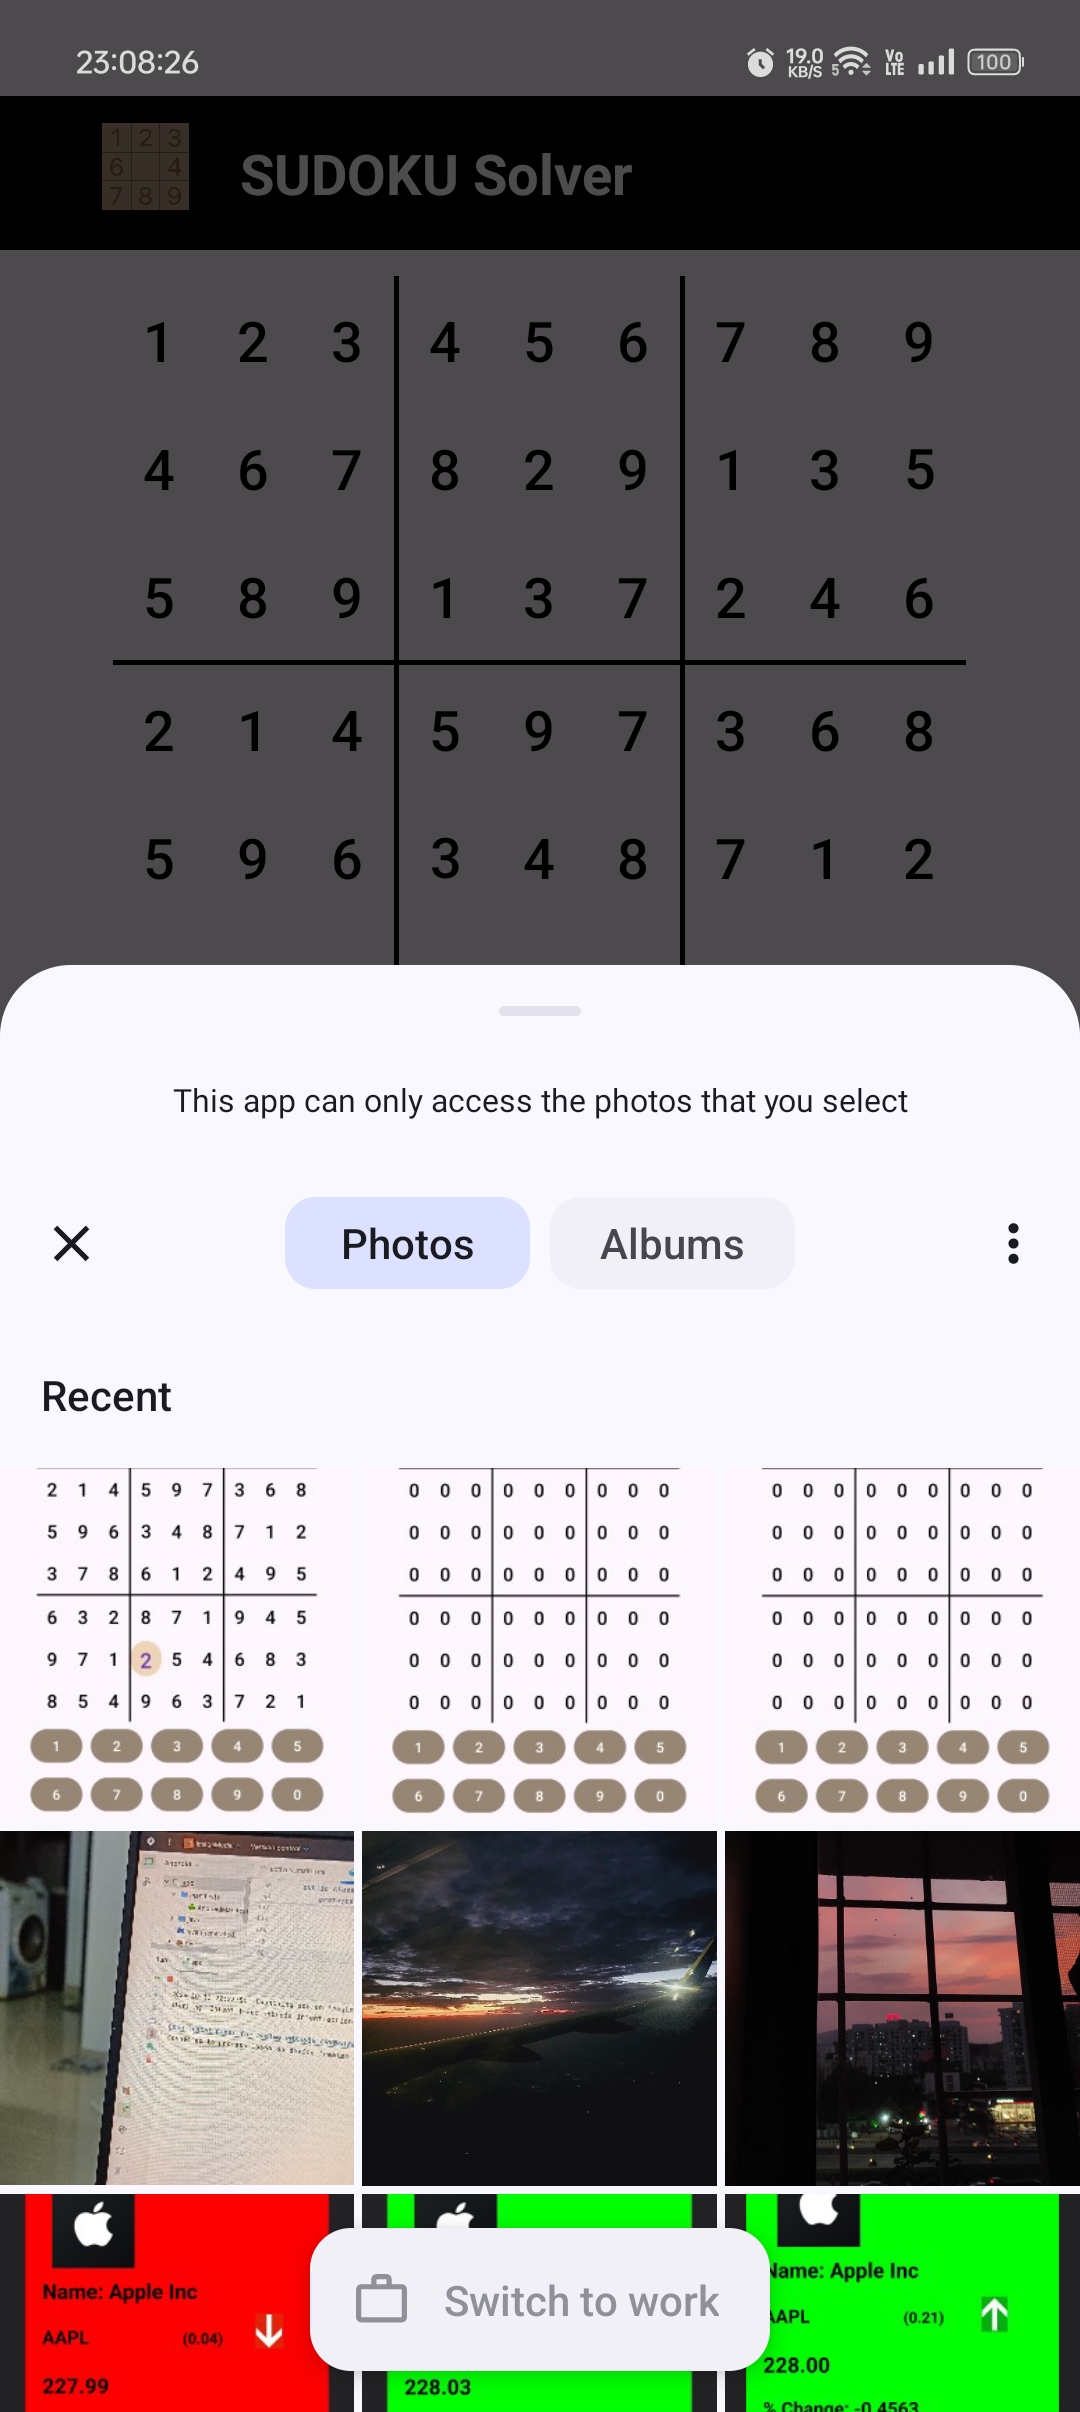 23:08:26 19.0 KB/S 5 Vo LTE 100
1 2 3
6 4
7 8 9
SUDOKU Solver
1 2 3 4 5 6 7 8 9
4 6 7 8 2 9 1 3 5
5 8 9 1 3 7 2 4 6
2 1 4 5 9 7 3 6 8
5 9 6 3 4 8 7 1 2
This app can only access the photos that you select
Photos Albums
Recent
2 1 4 5 9 7 3 6 8
5 9 6 3 4 8 7 1 2
3 7 8 6 1 2 4 9 5
6 3 2 8 7 1 9 4 5
9 7 1 2 5 4 6 8 3
8 5 4 9 6 3 7 2 1
1 2 3 4 5
6 7 8 9 0
0 0 0 0 0 0 0 0 0
0 0 0 0 0 0 0 0 0
0 0 0 0 0 0 0 0 0
0 0 0 0 0 0 0 0 0
0 0 0 0 0 0 0 0 0
0 0 0 0 0 0 0 0 0
1 2 3 4 5
6 7 8 9 0
0 0 0 0 0 0 0 0 0
0 0 0 0 0 0 0 0 0
0 0 0 0 0 0 0 0 0
0 0 0 0 0 0 0 0 0
0 0 0 0 0 0 0 0 0
0 0 0 0 0 0 0 0 0
1 2 3 4 5
6 7 8 9 0
Android
Name: Apple Inc
AAPL (0.04)
227.99
228.03
Name: Apple Inc
AAPL (0.21)
228.00
% Change: -0.4563
Switch to work